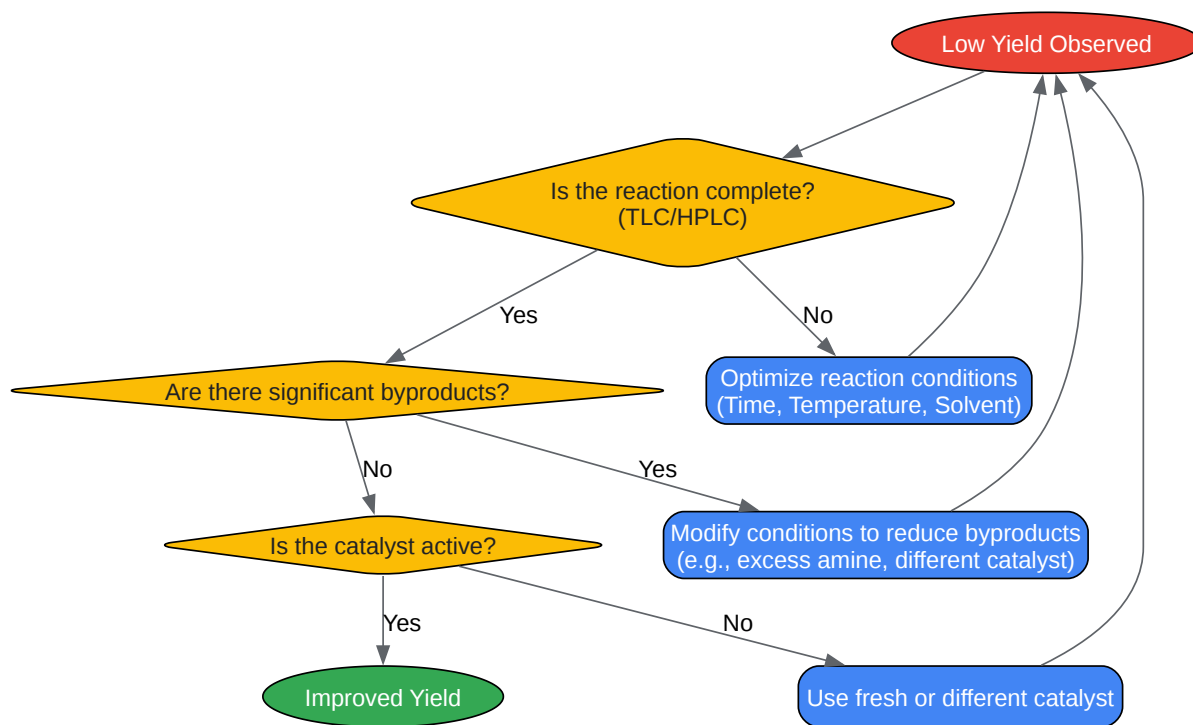 Low Yield Observed
Is the reaction complete?
(TLC/HPLC)
Yes
No
Optimize reaction conditions
(Time, Temperature, Solvent)
Are there significant byproducts?
No
Yes
Modify conditions to reduce byproducts
(e.g., excess amine, different catalyst)
Is the catalyst active?
Yes
No
Improved Yield
Use fresh or different catalyst